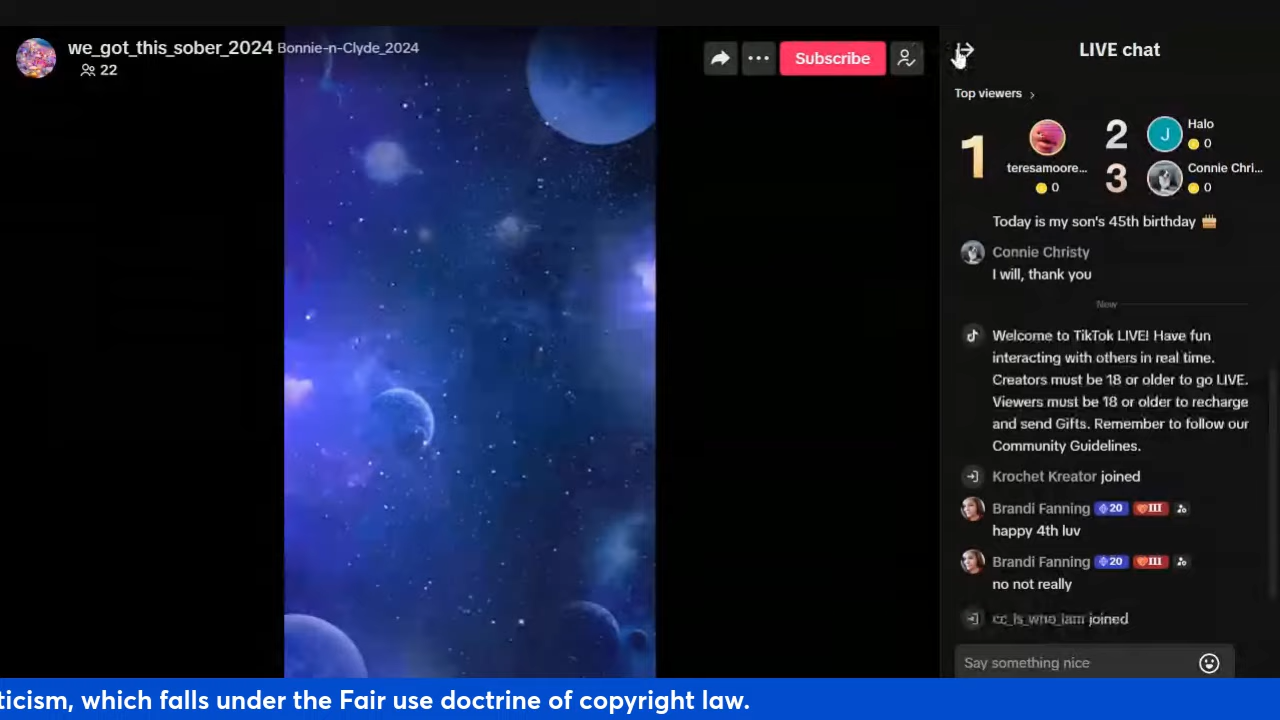 we_got_this_sober_2024 Bonnie-n-Clyde_2024
22
Subscribe
LIVE chat
Top viewers >
1
teresamoore...
0
2
Halo
0
3
Connie Chri...
0
Today is my son's 45th birthday 🎂
Connie Christy
I will, thank you
Now
Welcome to TikTok LIVE! Have fun
interacting with others in real time.
Creators must be 18 or older to go LIVE.
Viewers must be 18 or older to recharge
and send Gifts. Remember to follow our
Community Guidelines.
Krochet Kreator joined
Brandi Fanning 20 III
happy 4th luv
Brandi Fanning 20 III
no not really
cc_is_who_iam joined
Say something nice
ticism, which falls under the Fair use doctrine of copyright law.
J